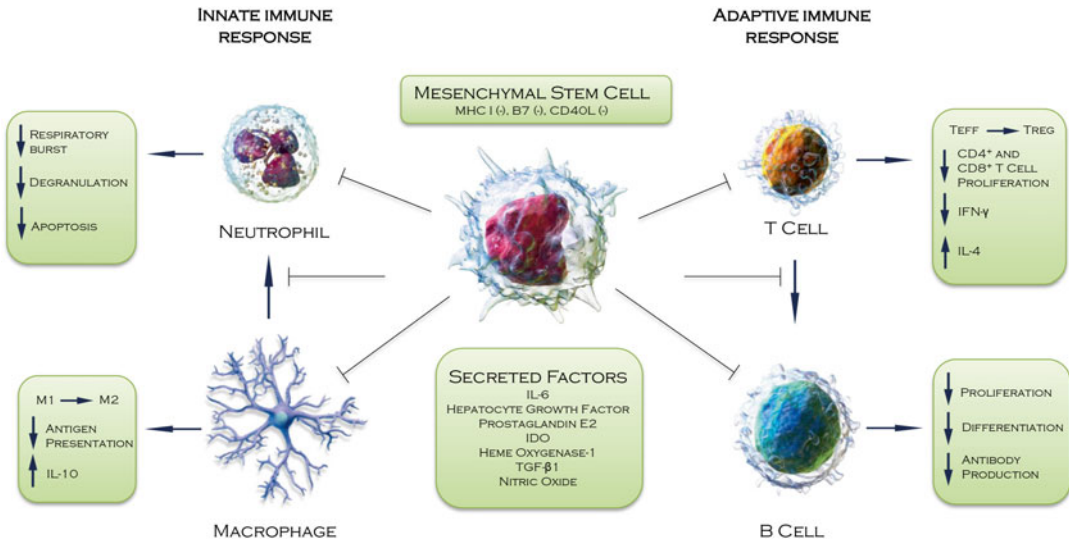 INNATE IMMUNE
RESPONSE
ADAPTIVE IMMUNE
RESPONSE
MESENCHYMAL STEM CELL
MHC I (-), B7 (-), CD40L (-)
RESPIRATORY
BURST
DEGRANULATION
APOPTOSIS
NEUTROPHIL
T CELL
TEFF TREG
CD4+ AND
CD8+ T CELL
PROLIFERATION
IFN-γ
IL-4
M1 M2
ANTIGEN
PRESENTATION
IL-10
MACROPHAGE
SECRETED FACTORS
IL-6
HEPATOCYTE GROWTH FACTOR
PROSTAGLANDIN E2
IDO
HEME OXYGENASE-1
TGF-β1
NITRIC OXIDE
B CELL
PROLIFERATION
DIFFERENTIATION
ANTIBODY
PRODUCTION